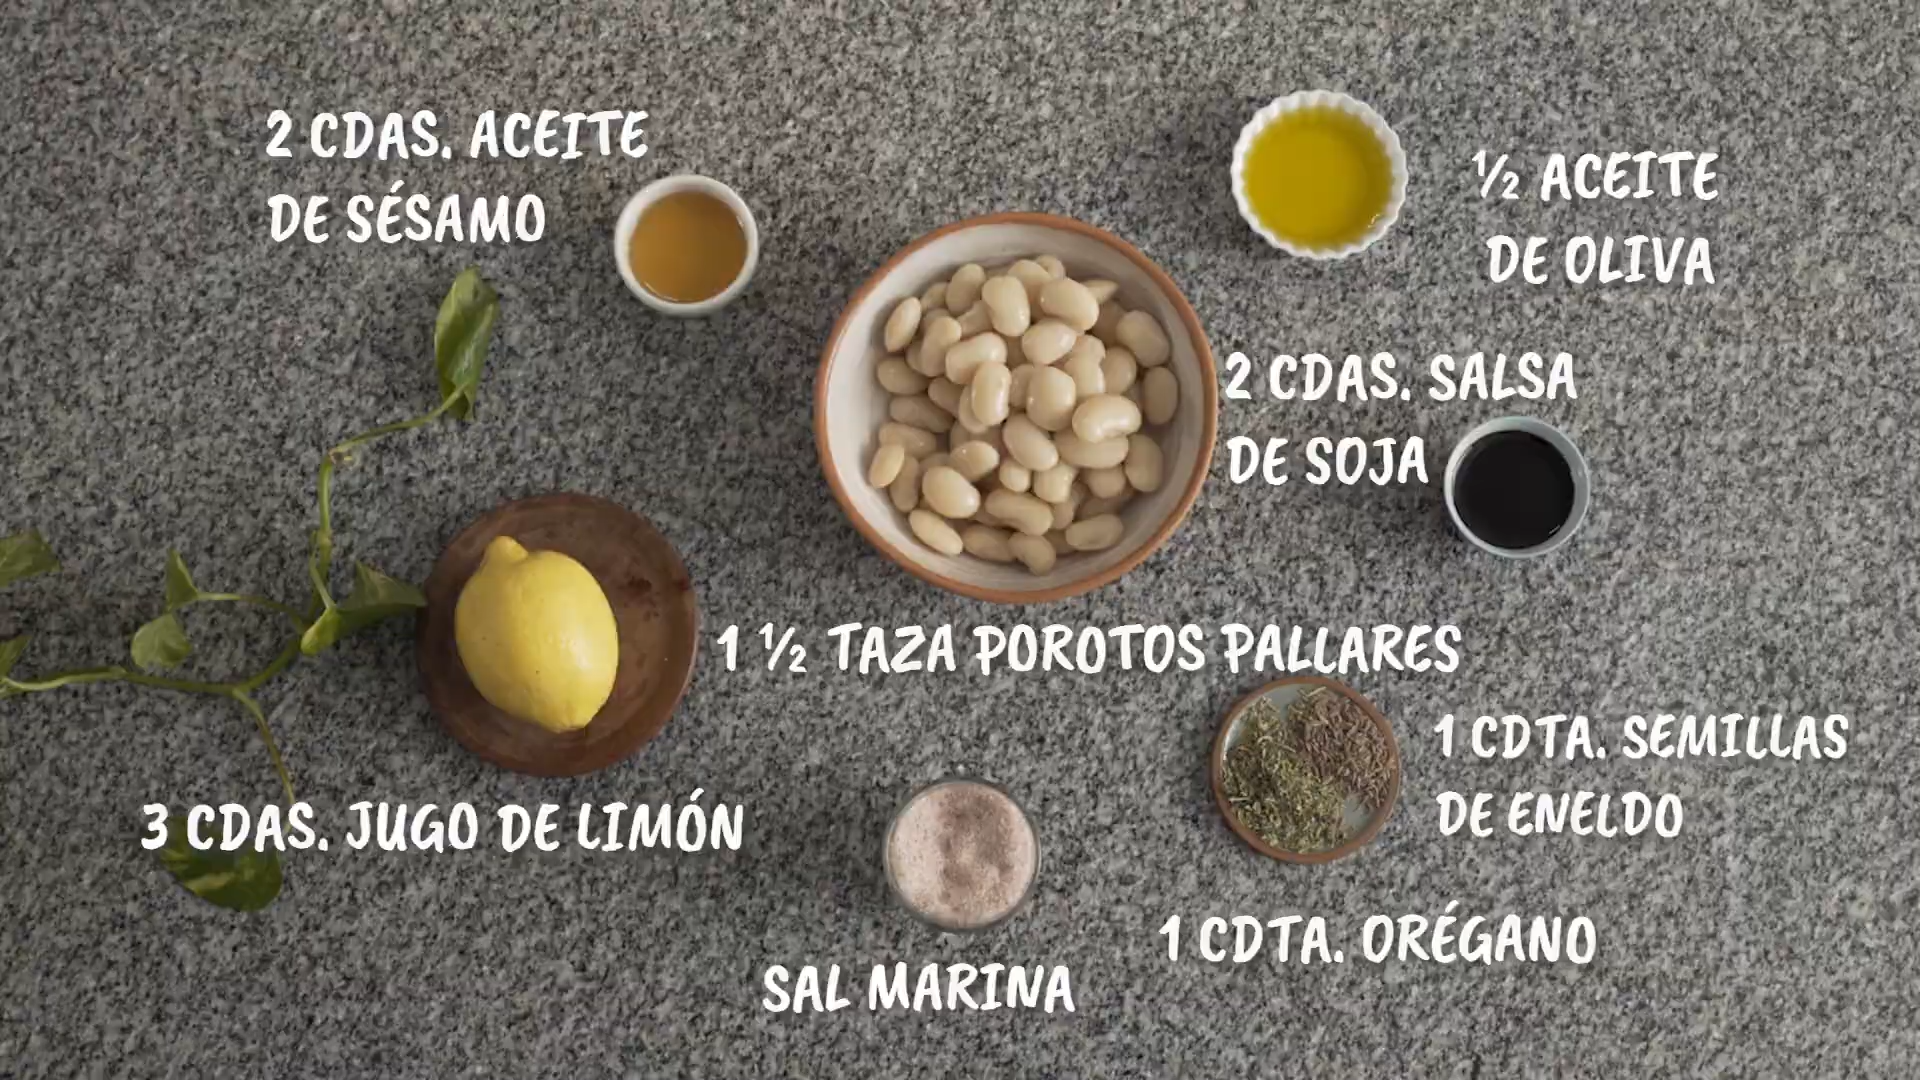 2 CDAS. ACEITE
DE SÉSAMO
½ ACEITE
DE OLIVA
2 CDAS. SALSA
DE SOJA
1 ½ TAZA POROTOS PALLARES
1 CDTA. SEMILLAS
DE ENELDO
3 CDAS. JUGO DE LIMÓN
1 CDTA. ORÉGANO
SAL MARINA